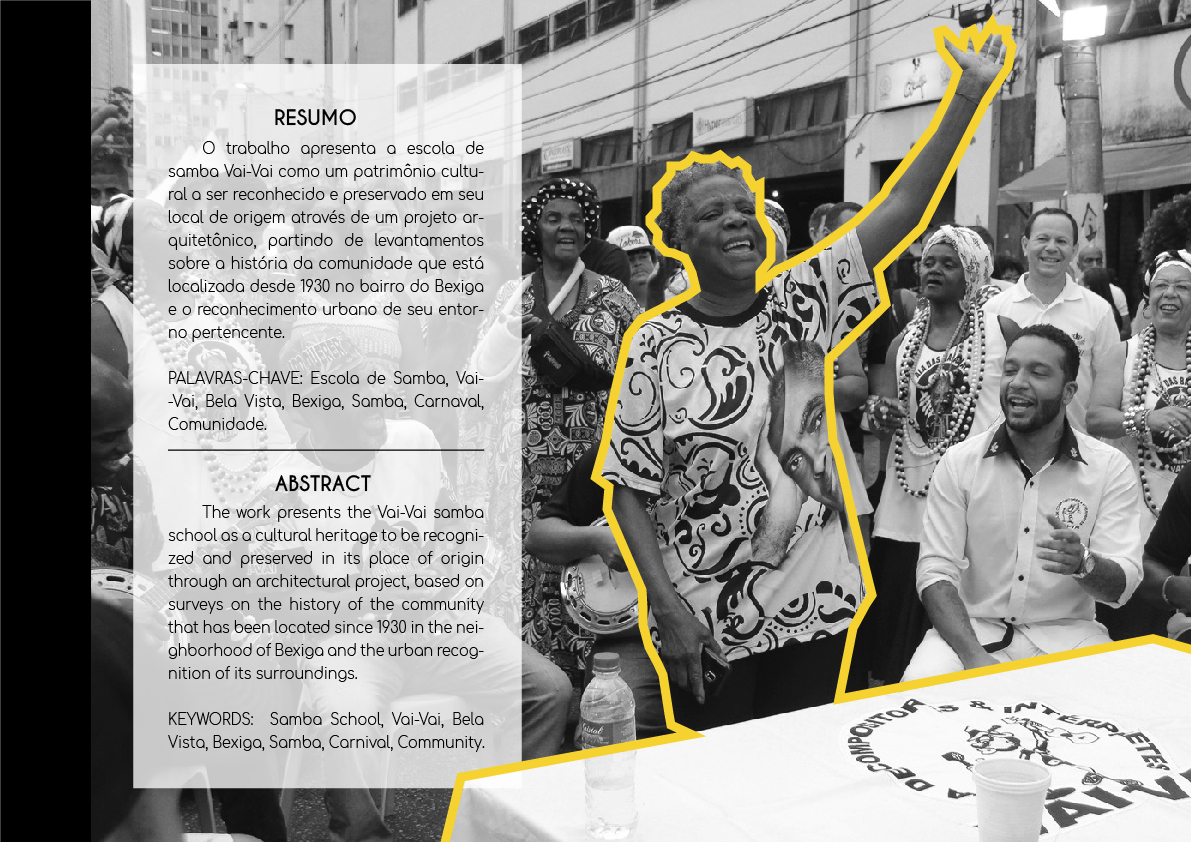 RESUMO
O trabalho apresenta a escola de
samba Vai-Vai como um patrimônio cultu-
ral a ser reconhecido e preservado em seu
local de origem através de um projeto ar-
quitetônico, partindo de levantamentos
sobre a história da comunidade que está
localizada desde 1930 no bairro do Bexiga
e o reconhecimento urbano de seu entor-
no pertencente.
PALAVRAS-CHAVE: Escola de Samba, Vai-
-Vai, Bela Vista, Bexiga, Samba, Carnaval,
Comunidade.
ABSTRACT
The work presents the Vai-Vai samba
school as a cultural heritage to be recogni-
zed and preserved in its place of origin
through an architectural project, based on
surveys on the history of the community
that has been located since 1930 in the nei-
ghborhood of Bexiga and the urban recog-
nition of its surroundings.
KEYWORDS: Samba School, Vai-Vai, Bela
Vista, Bexiga, Samba, Carnival, Community.
DE COMPOSITORES & INTÉRPRETES